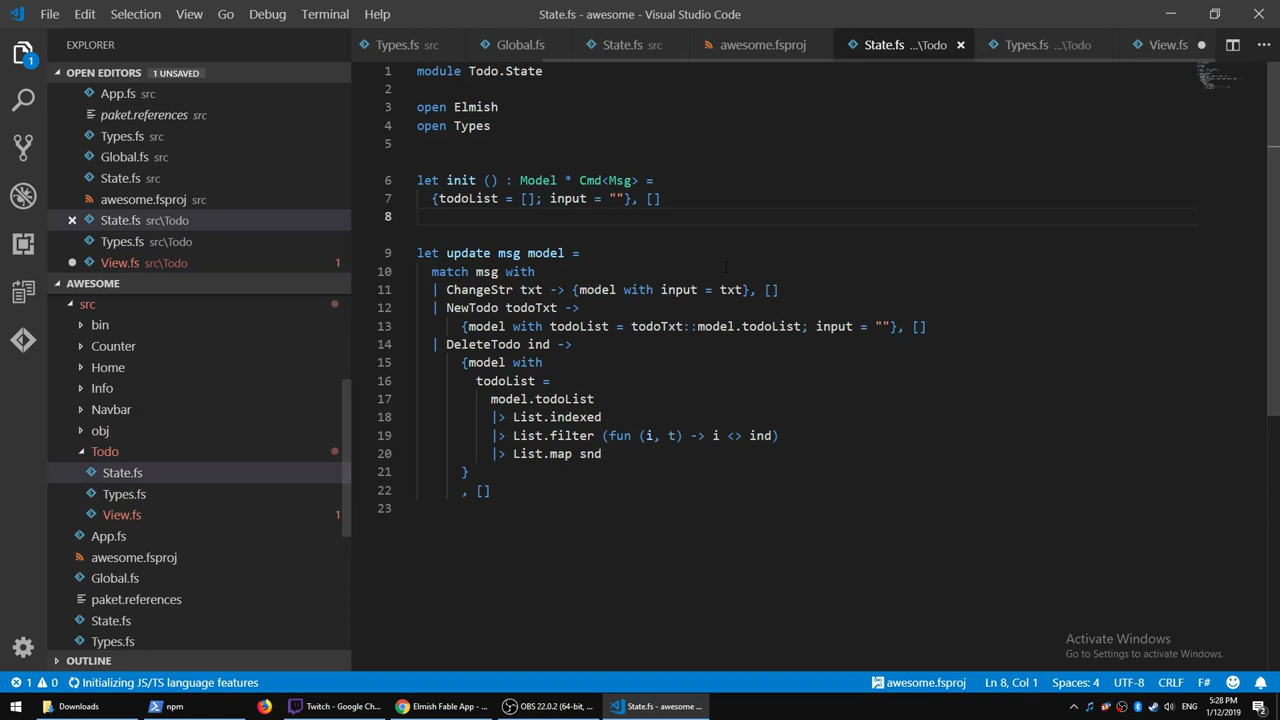 File Edit Selection View Go Debug Terminal Help State.fs - awesome - Visual Studio Code
EXPLORER
Types.fs src Global.fs State.fs src awesome.fsproj State.fs ...\Todo Types.fs ...\Todo View.fs
OPEN EDITORS 1 UNSAVED
App.fs src
paket.references src
Types.fs src
Global.fs src
State.fs src
awesome.fsproj src
State.fs src\Todo
Types.fs src\Todo
View.fs src\Todo 1
AWESOME
src
bin
Counter
Home
Info
Navbar
obj
Todo
State.fs
Types.fs
View.fs 1
App.fs
awesome.fsproj
Global.fs
paket.references
State.fs
Types.fs
OUTLINE
1
1 module Todo.State
2
3 open Elmish
4 open Types
5
6 let init () : Model * Cmd<Msg> =
7 {todoList = []; input = ""}, []
8
9 let update msg model =
10 match msg with
11 | ChangeStr txt -> {model with input = txt}, []
12 | NewTodo todoTxt ->
13 {model with todoList = todoTxt::model.todoList; input = ""}, []
14 | DeleteTodo ind ->
15 {model with
16 todoList =
17 model.todoList
18 |> List.indexed
19 |> List.filter (fun (i, t) -> i <> ind)
20 |> List.map snd
21 }
22 , []
23
Activate Windows
Go to Settings to activate Windows.
1 0 Initializing JS/TS language features awesome.fsproj Ln 8, Col 1 Spaces: 4 UTF-8 CRLF F#
Downloads npm Twitch - Google Ch... Elmish Fable App - ... OBS 22.0.2 (64-bit, ... State.fs - awesome ... ENG 5:28 PM 1/12/2019 2